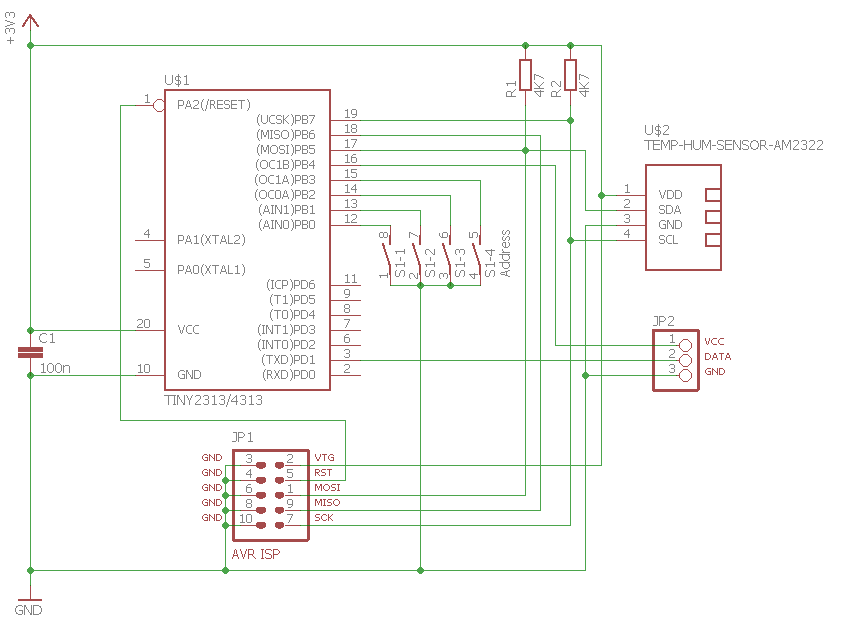 +3V3
U$1
1 PA2(/RESET)
(UCSK)PB7 19
(MISO)PB6 18
(MOSI)PB5 17
(OC1B)PB4 16
(OC1A)PB3 15
(OC0A)PB2 14
(AIN1)PB1 13
(AIN0)PB0 12
4 PA1(XTAL2)
5 PA0(XTAL1)
(ICP)PD6 11
(T1)PD5 9
(T0)PD4 8
(INT1)PD3 7
(INT0)PD2 6
(TXD)PD1 3
(RXD)PD0 2
20 VCC
10 GND
TINY2313/4313
C1
100n
R1
4K7
R2
4K7
8 7 6 5
1 2 3 4
S1-1
S1-2
S1-3
S1-4
Address
U$2
TEMP-HUM-SENSOR-AM2322
1 VDD
2 SDA
3 GND
4 SCL
JP2
1 VCC
2 DATA
3 GND
JP1
GND 3 2 VTG
GND 4 5 RST
GND 6 1 MOSI
GND 8 9 MISO
GND 10 7 SCK
AVR ISP
GND